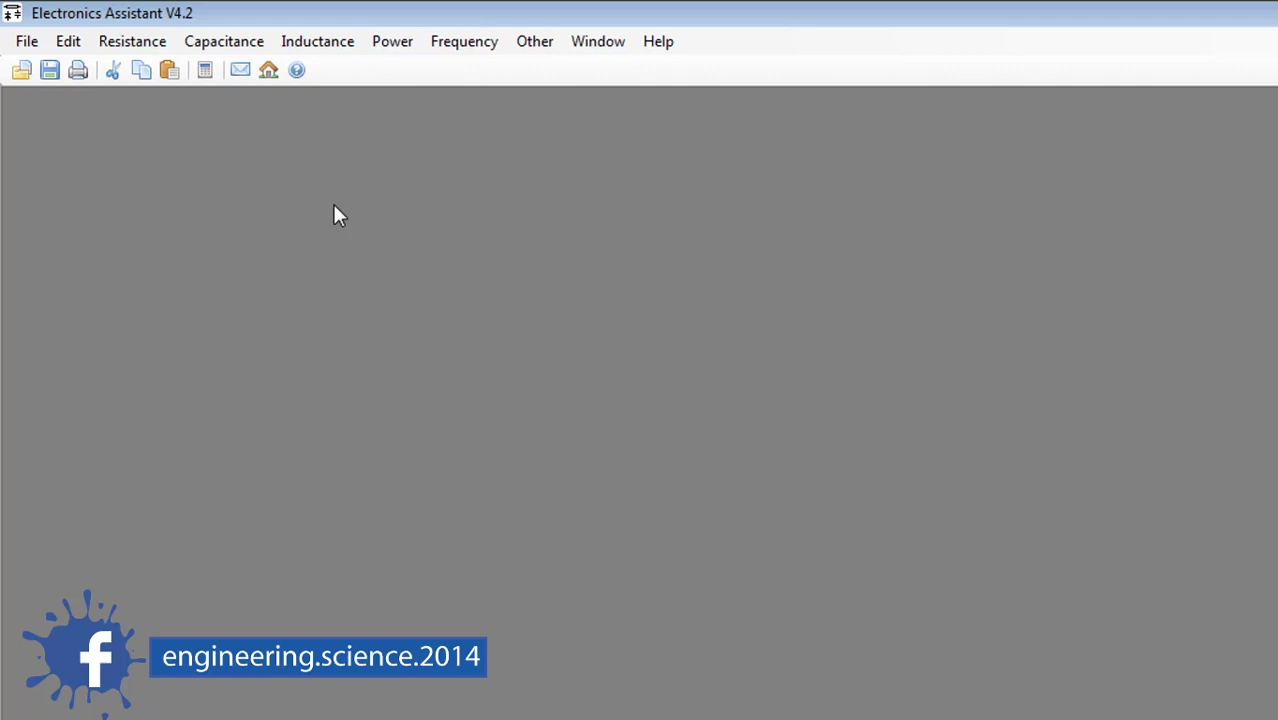 Electronics Assistant V4.2
File Edit Resistance Capacitance Inductance Power Frequency Other Window Help
f
engineering.science.2014